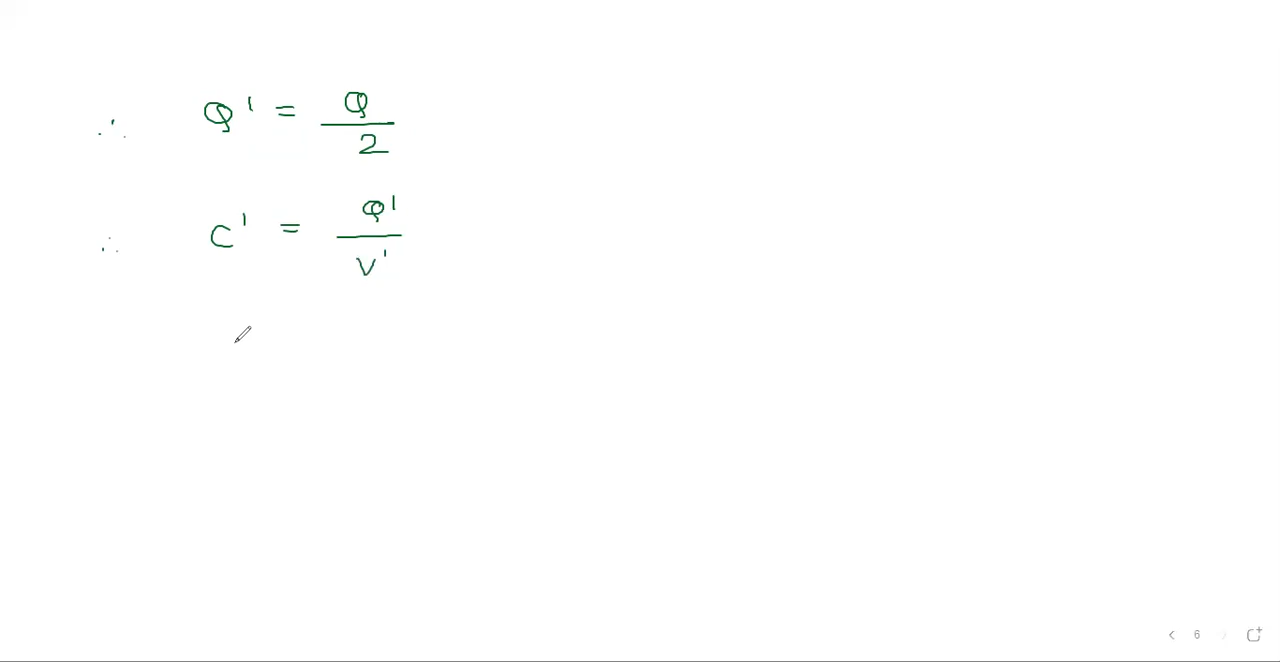 ∴ Q' = Q / 2
∴ C' = Q' / V'
6